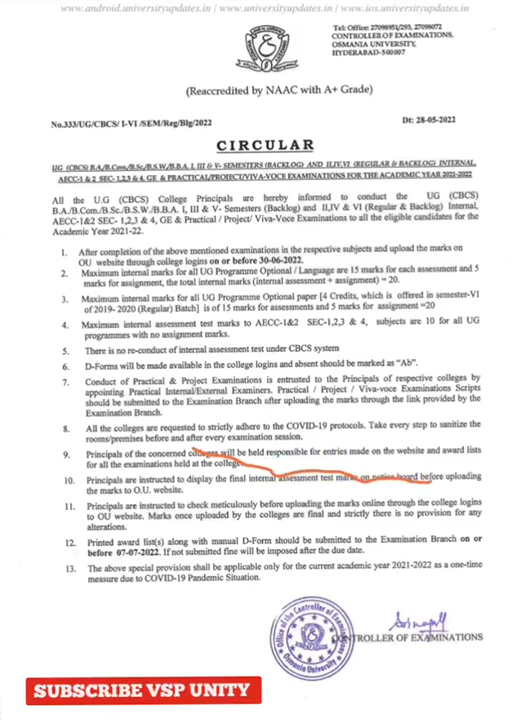 www.android.universityupdates.in / www.universityupdates.in / www.ios.universityupdates.in
Tel: Office: 27098951/293, 27098072
CONTROLLER OF EXAMINATIONS,
OSMANIA UNIVERSITY,
HYDERABAD-500007
(Reaccredited by NAAC with A+ Grade)
No.333/UG/CBCS/ I-VI /SEM/Reg/Blg/2022
Dt: 28-05-2022
CIRCULAR
UG (CBCS) B.A./B.Com./B.Sc./B.S.W./B.B.A. I, III & V- SEMESTERS (BACKLOG) AND II,IV,VI (REGULAR & BACKLOG) INTERNAL,
AECC-1 & 2 SEC- 1,2,3 & 4, GE & PRACTICAL/PROJECT/VIVA-VOCE EXAMINATIONS FOR THE ACADEMIC YEAR 2021-2022
All the U.G (CBCS) College Principals are hereby informed to conduct the UG (CBCS)
B.A./B.Com./B.Sc./B.S.W./B.B.A. I, III & V- Semesters (Backlog) and II,IV & VI (Regular & Backlog) Internal,
AECC-1&2 SEC- 1,2,3 & 4, GE & Practical / Project/ Viva-Voce Examinations to all the eligible candidates for the
Academic Year 2021-22.
1. After completion of the above mentioned examinations in the respective subjects and upload the marks on
OU website through college logins on or before 30-06-2022.
2. Maximum internal marks for all UG Programme Optional / Language are 15 marks for each assessment and 5
marks for assignment, the total internal marks (internal assessment + assignment) = 20.
3. Maximum internal marks for all UG Programme Optional paper [4 Credits, which is offered in semester-VI
of 2019- 2020 (Regular) Batch] is of 15 marks for assessments and 5 marks for assignment =20
4. Maximum internal assessment test marks to AECC-1&2 SEC-1,2,3 & 4, subjects are 10 for all UG
programmes with no assignment marks.
5. There is no re-conduct of internal assessment test under CBCS system
6. D-Forms will be made available in the college logins and absent should be marked as "Ab".
7. Conduct of Practical & Project Examinations is entrusted to the Principals of respective colleges by
appointing Practical Internal/External Examiners. Practical / Project / Viva-voce Examinations Scripts
should be submitted to the Examination Branch after uploading the marks through the link provided by the
Examination Branch.
8. All the colleges are requested to strictly adhere to the COVID-19 protocols. Take every step to sanitize the
rooms/premises before and after every examination session.
9. Principals of the concerned colleges will be held responsible for entries made on the website and award lists
for all the examinations held at the college.
10. Principals are instructed to display the final internal assessment test marks on notice board before uploading
the marks to O.U. website.
11. Principals are instructed to check meticulously before uploading the marks online through the college logins
to OU website. Marks once uploaded by the colleges are final and strictly there is no provision for any
alterations.
12. Printed award list(s) along with manual D-Form should be submitted to the Examination Branch on or
before 07-07-2022. If not submitted fine will be imposed after the due date.
13. The above special provision shall be applicable only for the current academic year 2021-2022 as a one-time
measure due to COVID-19 Pandemic Situation.
Office of the Controller of Examinations
Osmania University
CONTROLLER OF EXAMINATIONS
SUBSCRIBE VSP UNITY